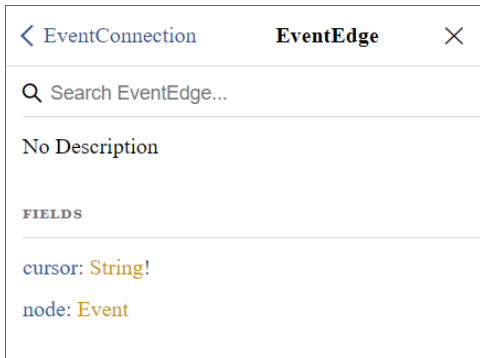 EventConnection EventEdge
Search EventEdge...
No Description
FIELDS
cursor: String!
node: Event